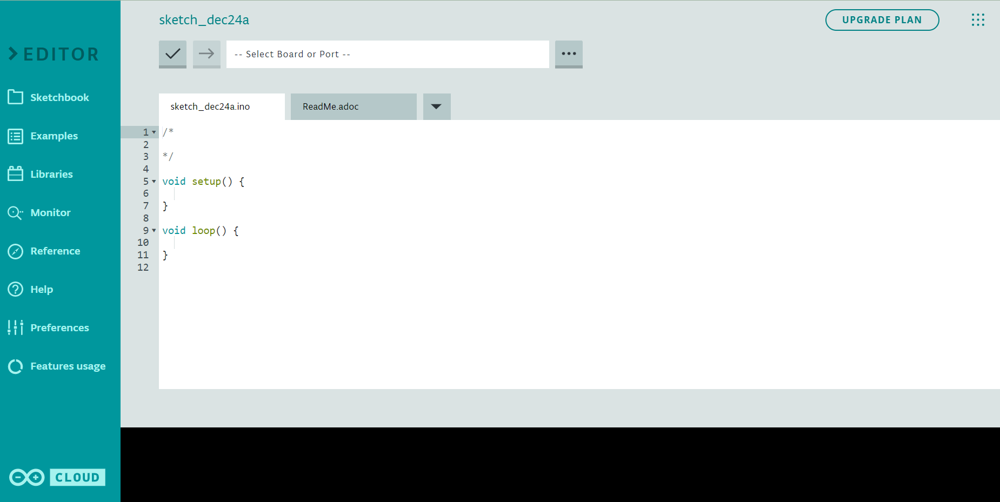 sketch_dec24a
UPGRADE PLAN
EDITOR
-- Select Board or Port --
Sketchbook
Examples
Libraries
Monitor
Reference
Help
Preferences
Features usage
CLOUD
sketch_dec24a.ino
ReadMe.adoc
1 /*
2
3 */
4
5 void setup() {
6
7 }
8
9 void loop() {
10
11 }
12